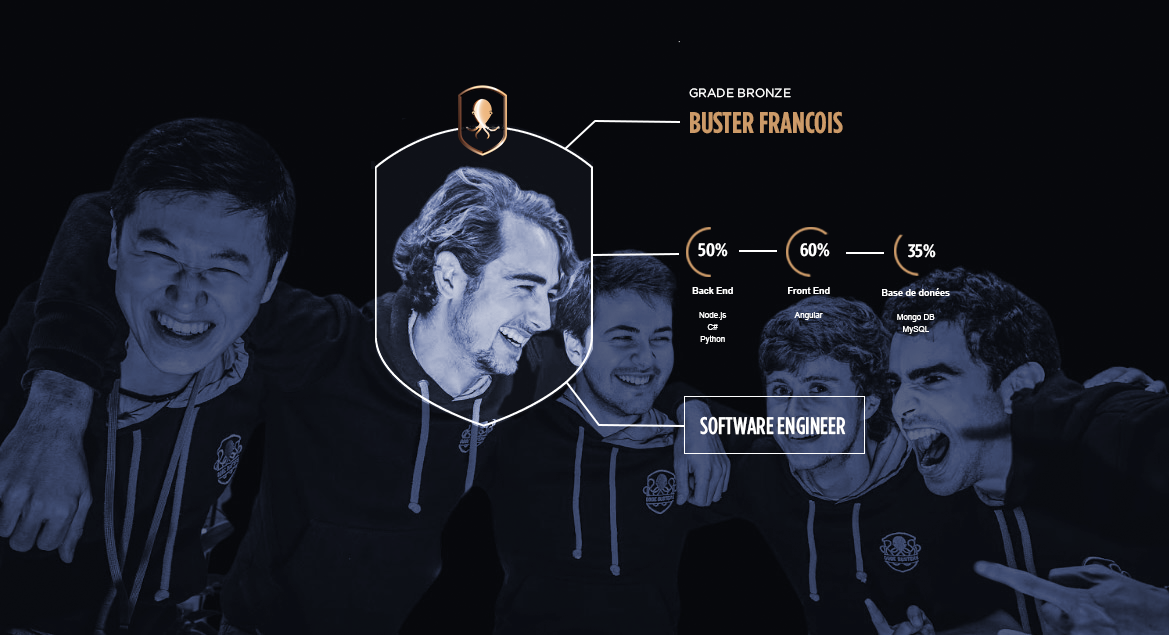 GRADE BRONZE
BUSTER FRANCOIS
50%
60%
35%
Back End
Front End
Base de donées
Node.js
C#
Python
Angular
Mongo DB
MySQL
SOFTWARE ENGINEER